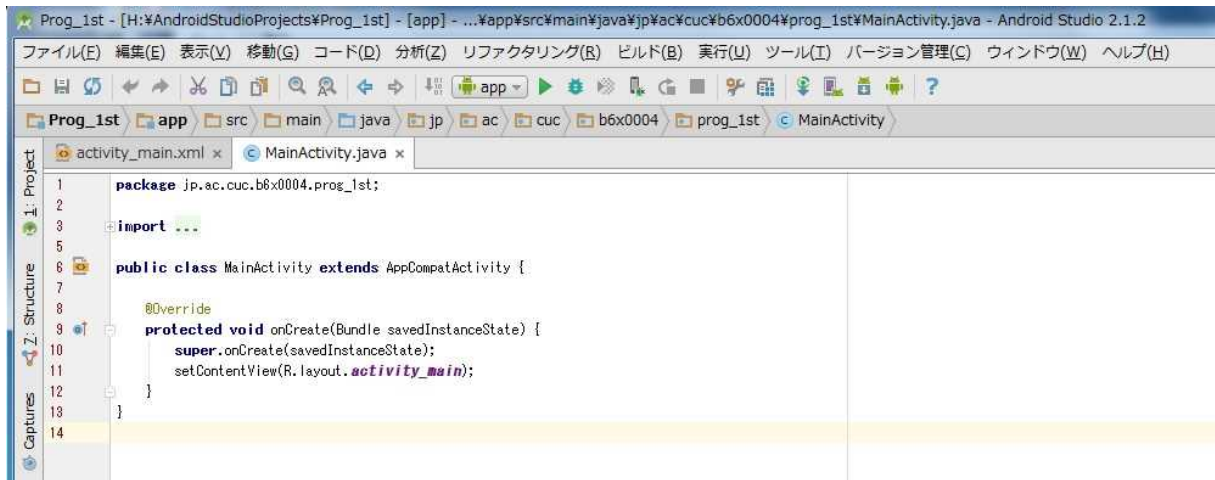 Prog_1st - [H:¥AndroidStudioProjects¥Prog_1st] - [app] - ...¥app¥src¥main¥java¥jp¥ac¥cuc¥b6x0004¥prog_1st¥MainActivity.java - Android Studio 2.1.2
ファイル(F) 編集(E) 表示(V) 移動(G) コード(D) 分析(Z) リファクタリング(R) ビルド(B) 実行(U) ツール(T) バージョン管理(C) ウィンドウ(W) ヘルプ(H)
app
Prog_1st app src main java jp ac cuc b6x0004 prog_1st MainActivity
activity_main.xml × MainActivity.java ×
1: Project
7: Structure
Captures
1 package jp.ac.cuc.b6x0004.prog_1st;
2
3 import ...
5
6 public class MainActivity extends AppCompatActivity {
7
8 @Override
9 protected void onCreate(Bundle savedInstanceState) {
10 super.onCreate(savedInstanceState);
11 setContentView(R.layout.activity_main);
12 }
13 }
14